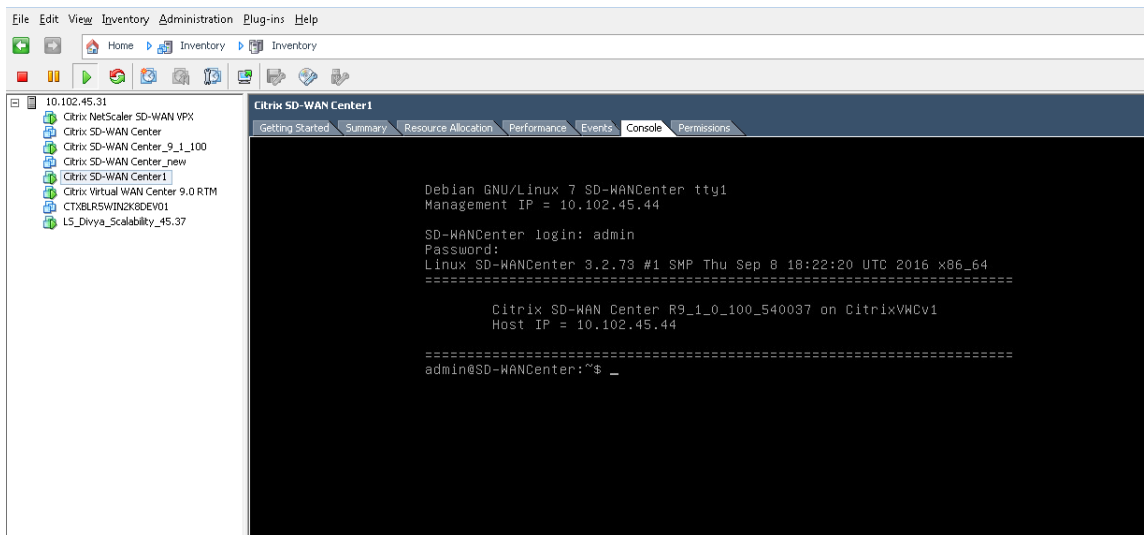 File Edit View Inventory Administration Plug-ins Help
Home Inventory Inventory
10.102.45.31
Citrix NetScaler SD-WAN VPX
Citrix SD-WAN Center
Citrix SD-WAN Center_9_1_100
Citrix SD-WAN Center_new
Citrix SD-WAN Center1
Citrix Virtual WAN Center 9.0 RTM
CTXBLR5WIN2K8DEV01
LS_Divya_Scalability_45.37
Citrix SD-WAN Center1
Getting Started Summary Resource Allocation Performance Events Console Permissions
Debian GNU/Linux 7 SD-WANCenter tty1
Management IP = 10.102.45.44
SD-WANCenter login: admin
Password:
Linux SD-WANCenter 3.2.73 #1 SMP Thu Sep 8 18:22:20 UTC 2016 x86_64
======================================================================
Citrix SD-WAN Center R9_1_0_100_540037 on CitrixVWCv1
Host IP = 10.102.45.44
======================================================================
admin@SD-WANCenter:~$ _